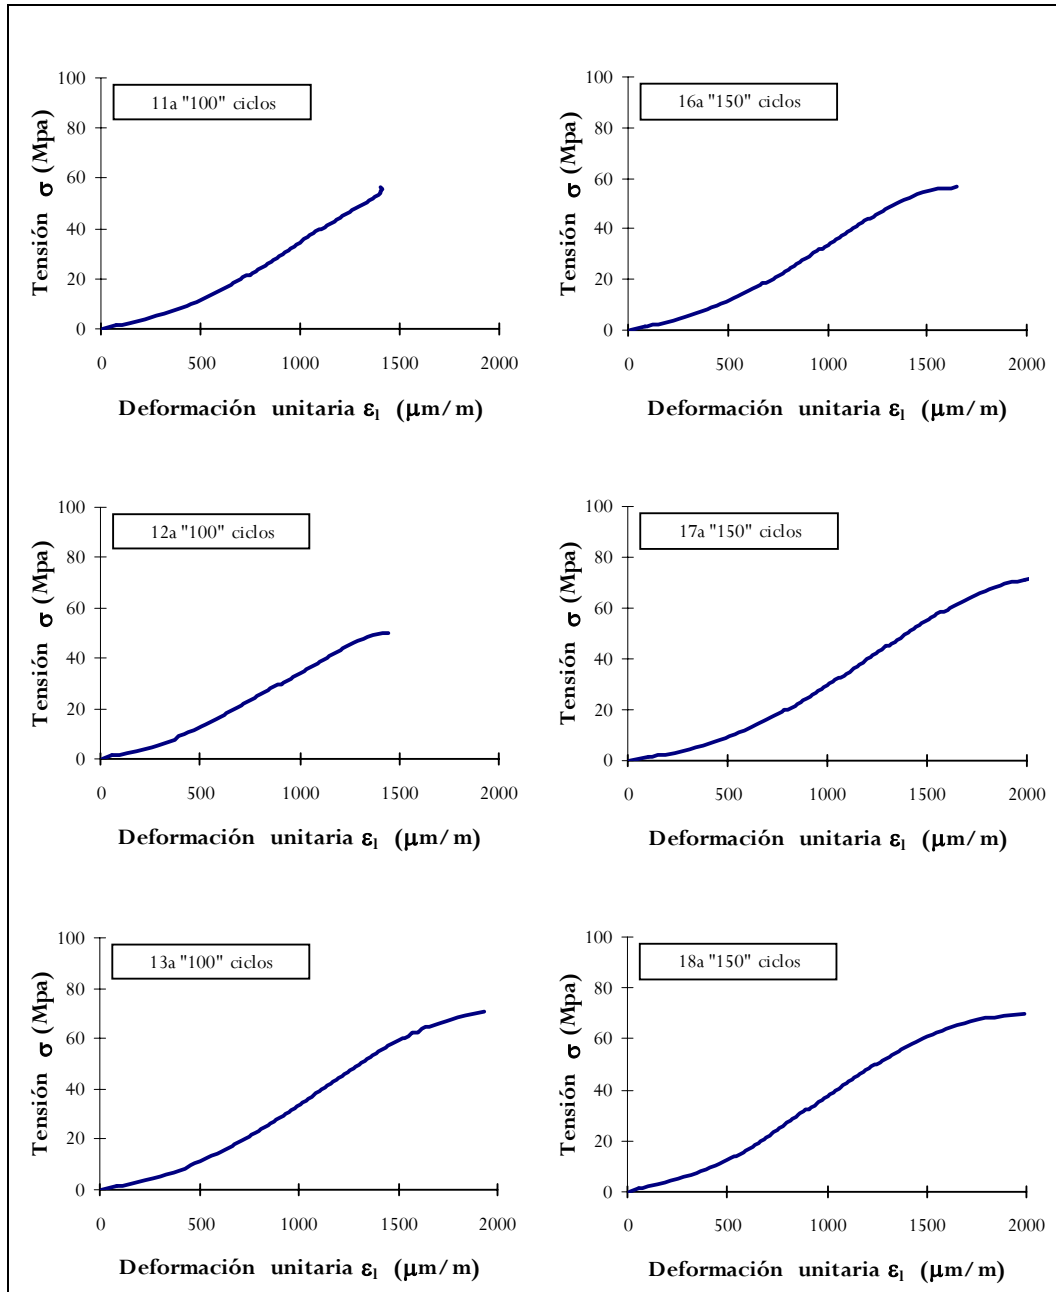 11a "100" ciclos
Tensión σ (Mpa)
100
80
60
40
20
0
0 500 1000 1500 2000
Deformación unitaria εl (μm/m)
16a "150" ciclos
Tensión σ (Mpa)
100
80
60
40
20
0
0 500 1000 1500 2000
Deformación unitaria εl (μm/m)
12a "100" ciclos
Tensión σ (Mpa)
100
80
60
40
20
0
0 500 1000 1500 2000
Deformación unitaria εl (μm/m)
17a "150" ciclos
Tensión σ (Mpa)
100
80
60
40
20
0
0 500 1000 1500 2000
Deformación unitaria εl (μm/m)
13a "100" ciclos
Tensión σ (Mpa)
100
80
60
40
20
0
0 500 1000 1500 2000
Deformación unitaria εl (μm/m)
18a "150" ciclos
Tensión σ (Mpa)
100
80
60
40
20
0
0 500 1000 1500 2000
Deformación unitaria εl (μm/m)